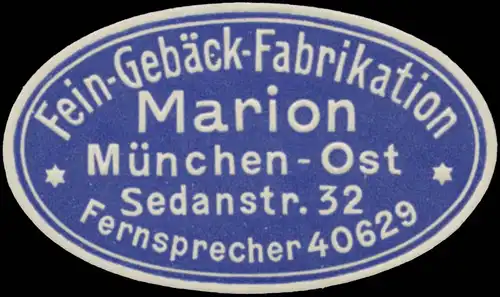 Fein-Gebäck-Fabrikation
Marion
München-Ost
Sedanstr. 32
Fernsprecher 40629